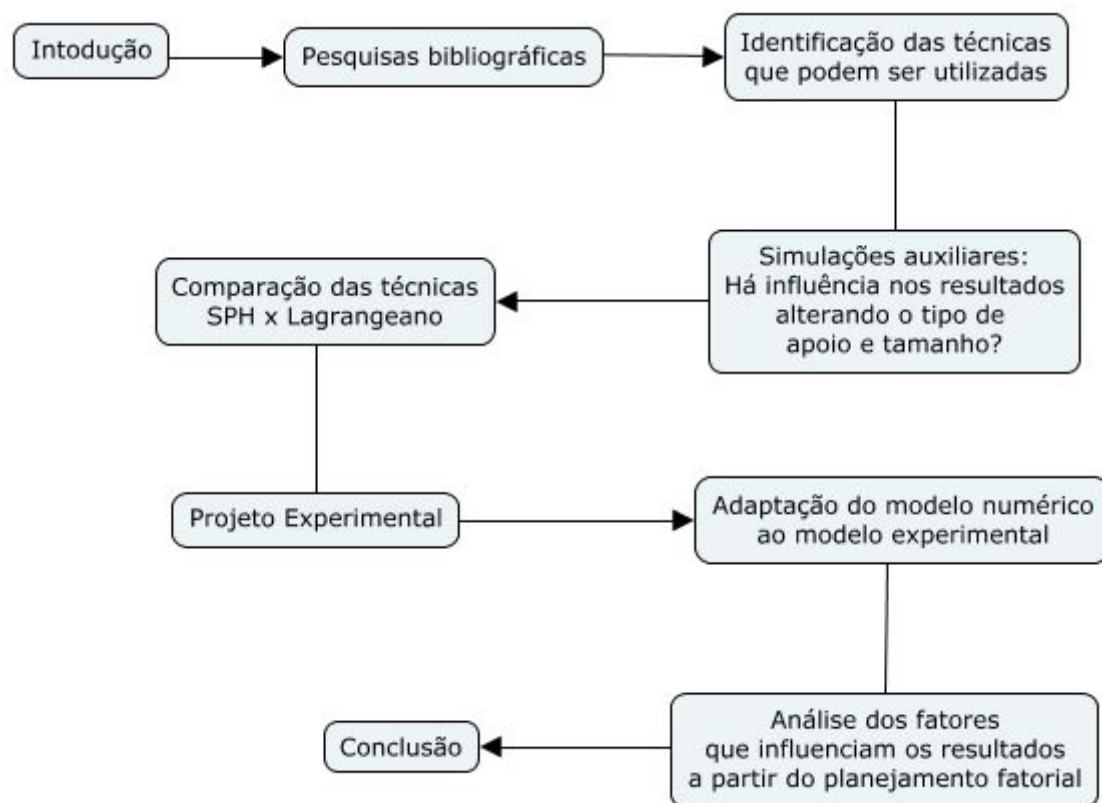 Intodução
Pesquisas bibliográficas
Identificação das técnicas
que podem ser utilizadas
Simulações auxiliares:
Há influência nos resultados
alterando o tipo de
apoio e tamanho?
Comparação das técnicas
SPH x Lagrangeano
Projeto Experimental
Adaptação do modelo numérico
ao modelo experimental
Análise dos fatores
que influenciam os resultados
a partir do planejamento fatorial
Conclusão